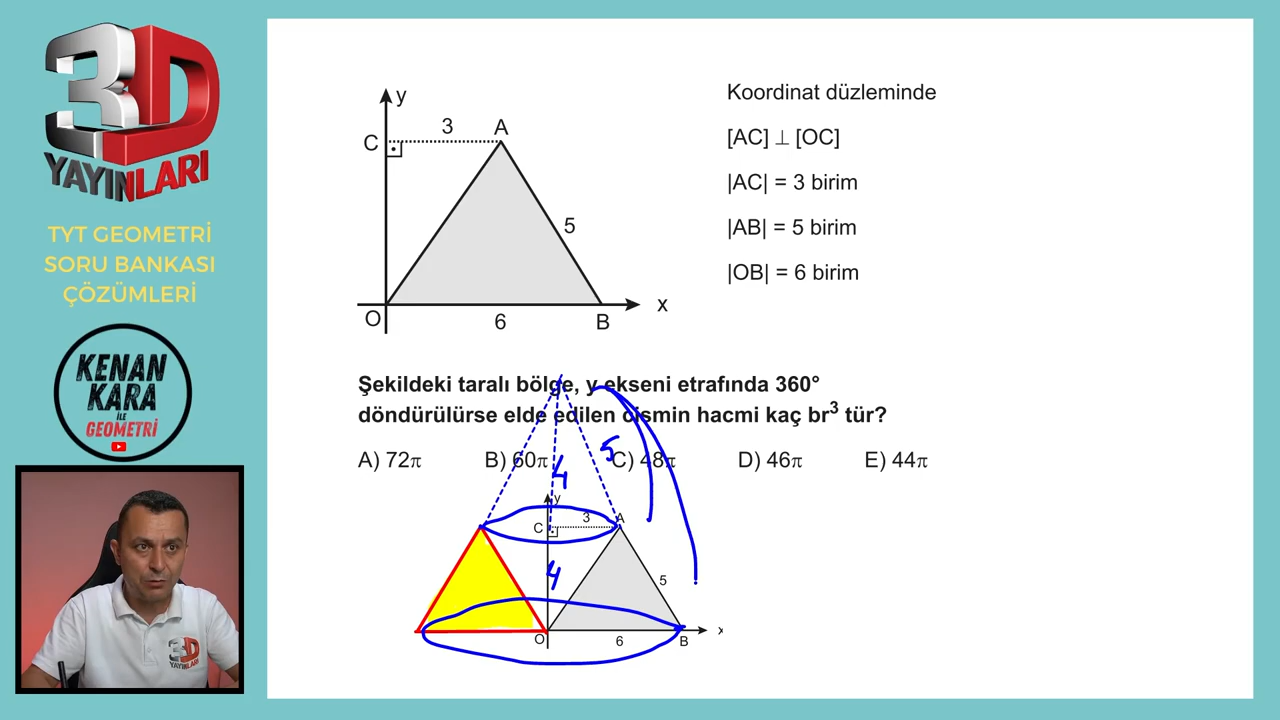 3D
YAYINLARI
TYT GEOMETRİ
SORU BANKASI
ÇÖZÜMLERİ
KENAN
KARA
İLE
GEOMETRİ
3D
YAYINLARI
y
C
3
A
5
O
6
B
x
Koordinat düzleminde
[AC] ⊥ [OC]
|AC| = 3 birim
|AB| = 5 birim
|OB| = 6 birim
Şekildeki taralı bölge, y ekseni etrafında 360°
döndürülürse elde edilen cismin hacmi kaç br³ tür?
A) 72π B) 60π C) 48π D) 46π E) 44π
5
4
y
C
3
A
4
5
O
6
B
x